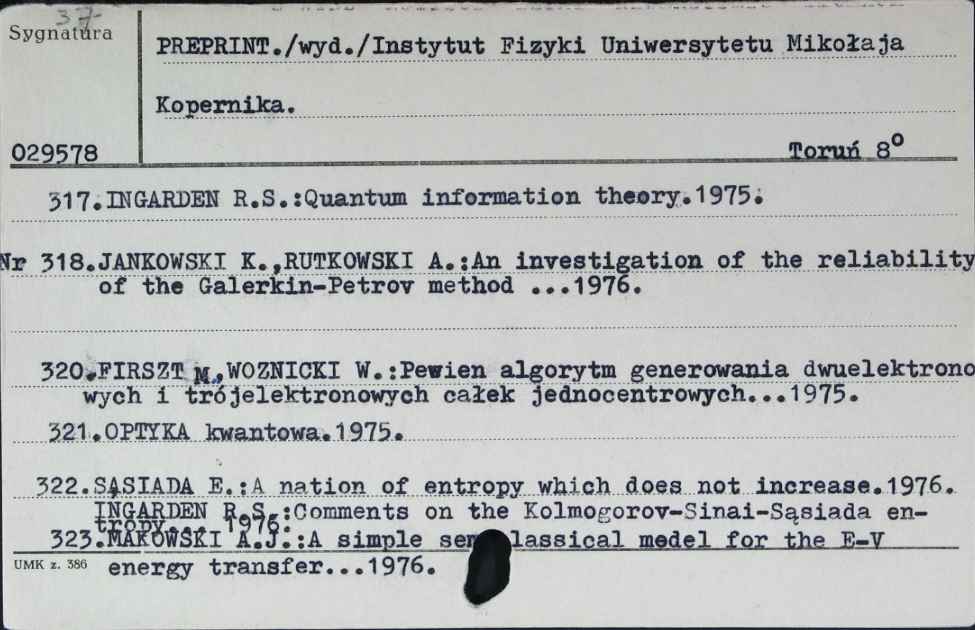 37
Sygnatura
PREPRINT./wyd./Instytut Fizyki Uniwersytetu Mikołaja
Kopernika.
029578
Toruń 8º
317.INGARDEN R.S.:Quantum information theory.1975.
Nr 318.JANKOWSKI K.,RUTKOWSKI A.:An investigation of the reliability
of the Galerkin-Petrov method ...1976.
320.FIRSZT M.,WOZNICKI W.:Pewien algorytm generowania dwuelektrono
wych i trójelektronowych całek jednocentrowych...1975.
321.OPTYKA kwantowa.1975.
322.SĄSIADA E.:A nation of entropy which does not increase.1976.
INGARDEN R.S.:Comments on the Kolmogorov-Sinai-Sąsiada en-
tropy... 1976.
323.MAKOWSKI A.J.:A simple sem lassical model for the E-V
UMK z. 386 energy transfer...1976.